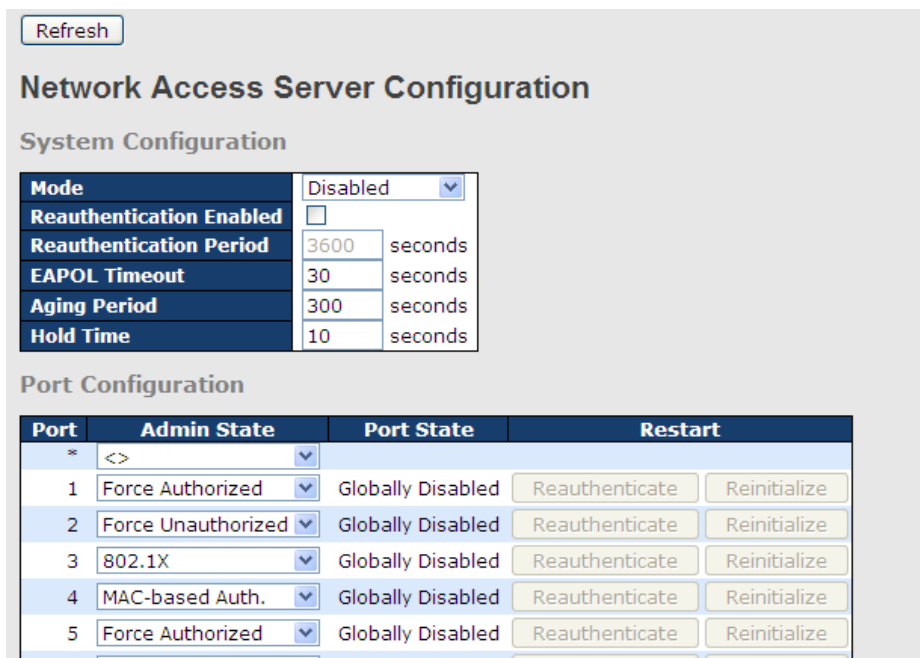 Refresh
Network Access Server Configuration
System Configuration
Mode Disabled
Reauthentication Enabled
Reauthentication Period 3600 seconds
EAPOL Timeout 30 seconds
Aging Period 300 seconds
Hold Time 10 seconds
Port Configuration
Port Admin State Port State Restart
* <>
1 Force Authorized Globally Disabled Reauthenticate Reinitialize
2 Force Unauthorized Globally Disabled Reauthenticate Reinitialize
3 802.1X Globally Disabled Reauthenticate Reinitialize
4 MAC-based Auth. Globally Disabled Reauthenticate Reinitialize
5 Force Authorized Globally Disabled Reauthenticate Reinitialize